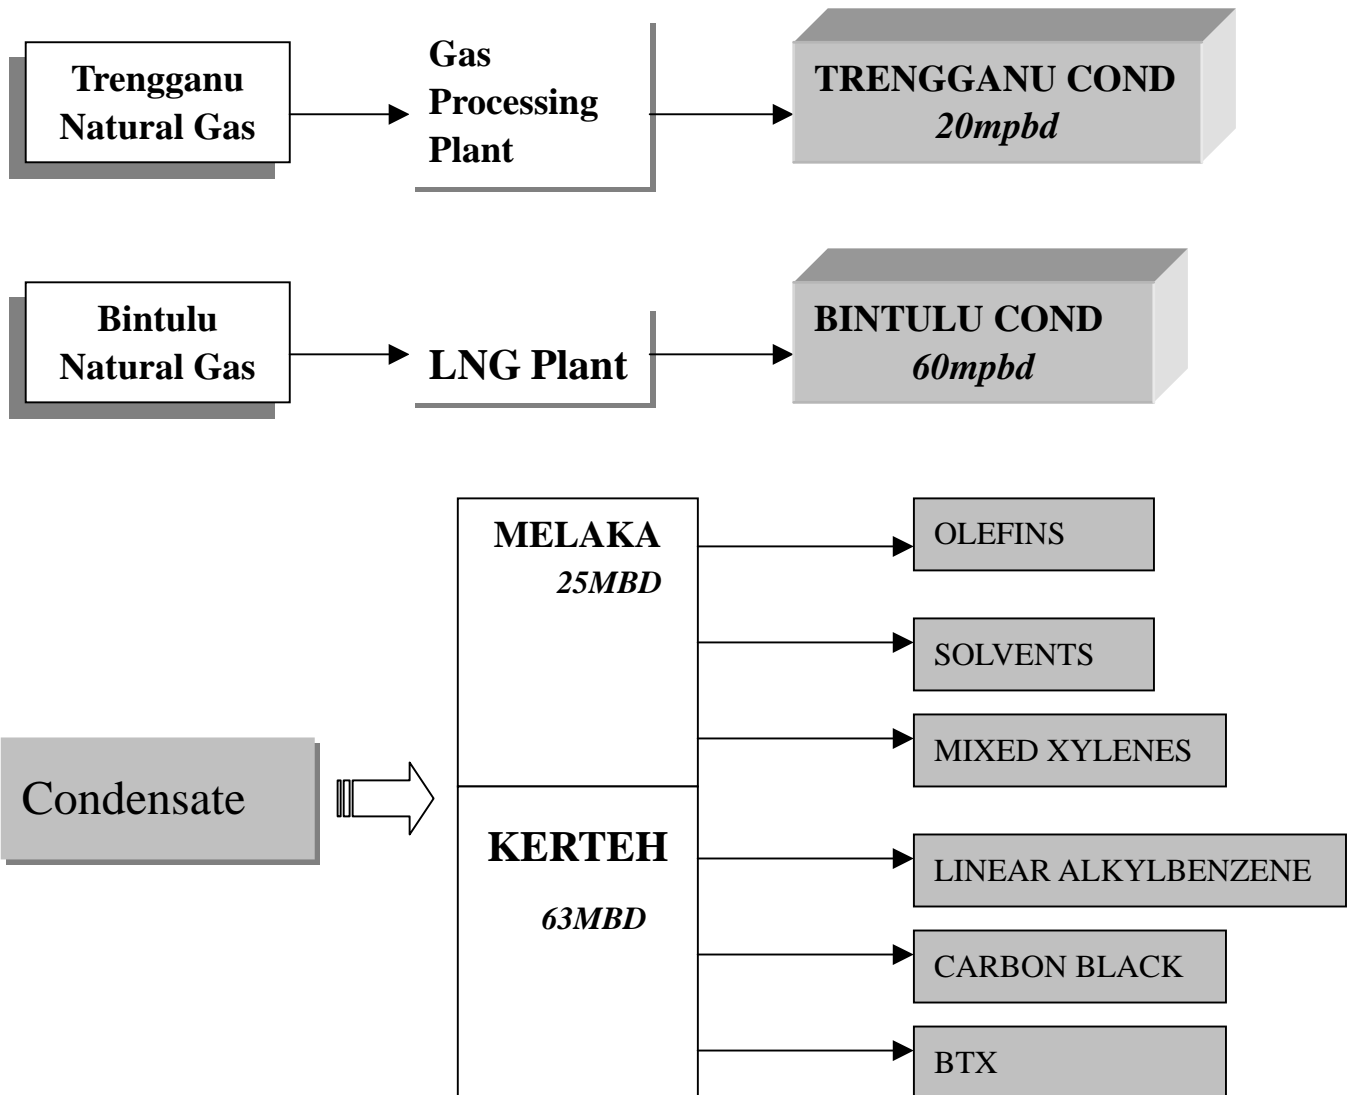 Trengganu
Natural Gas
Gas
Processing
Plant
TRENGGANU COND
20mpbd
Bintulu
Natural Gas
LNG Plant
BINTULU COND
60mpbd
Condensate
MELAKA
25MBD
KERTEH
63MBD
OLEFINS
SOLVENTS
MIXED XYLENES
LINEAR ALKYLBENZENE
CARBON BLACK
BTX